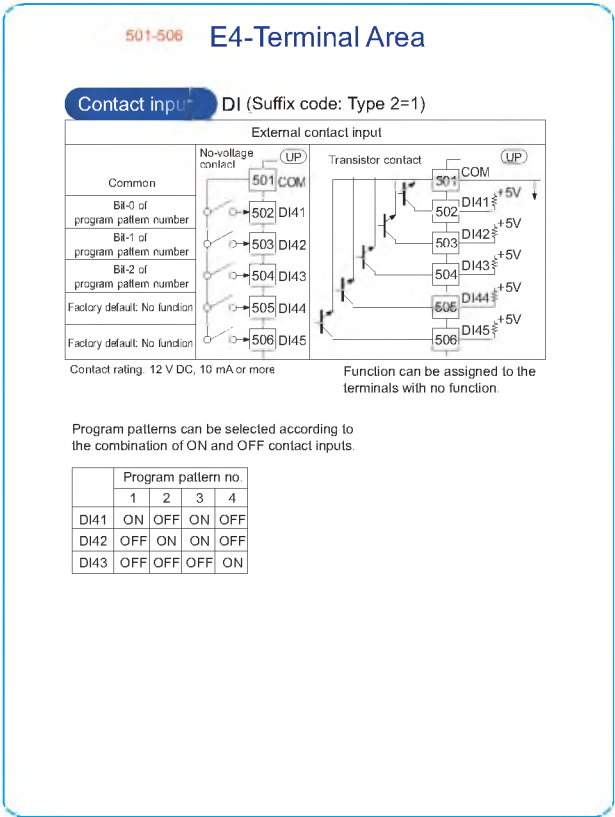 501-506 E4-Terminal Area
Contact input DI (Suffix code: Type 2=1)
External contact input
No-voltage
contact
UP
Transistor contact
UP
Common
501 COM
501 COM
Bit-0 of
program pattern number
502 DI41
502 DI41 +5V
Bit-1 of
program pattern number
503 DI42
503 DI42 +5V
Bit-2 of
program pattern number
504 DI43
504 DI43 +5V
Factory default: No function
505 DI44
505 DI44 +5V
Factory default: No function
506 DI45
506 DI45 +5V
Contact rating. 12 V DC, 10 mA or more
Function can be assigned to the
terminals with no function.
Program patterns can be selected according to
the combination of ON and OFF contact inputs.
Program pattern no.
1 2 3 4
DI41 ON OFF ON OFF
DI42 OFF ON ON OFF
DI43 OFF OFF OFF ON